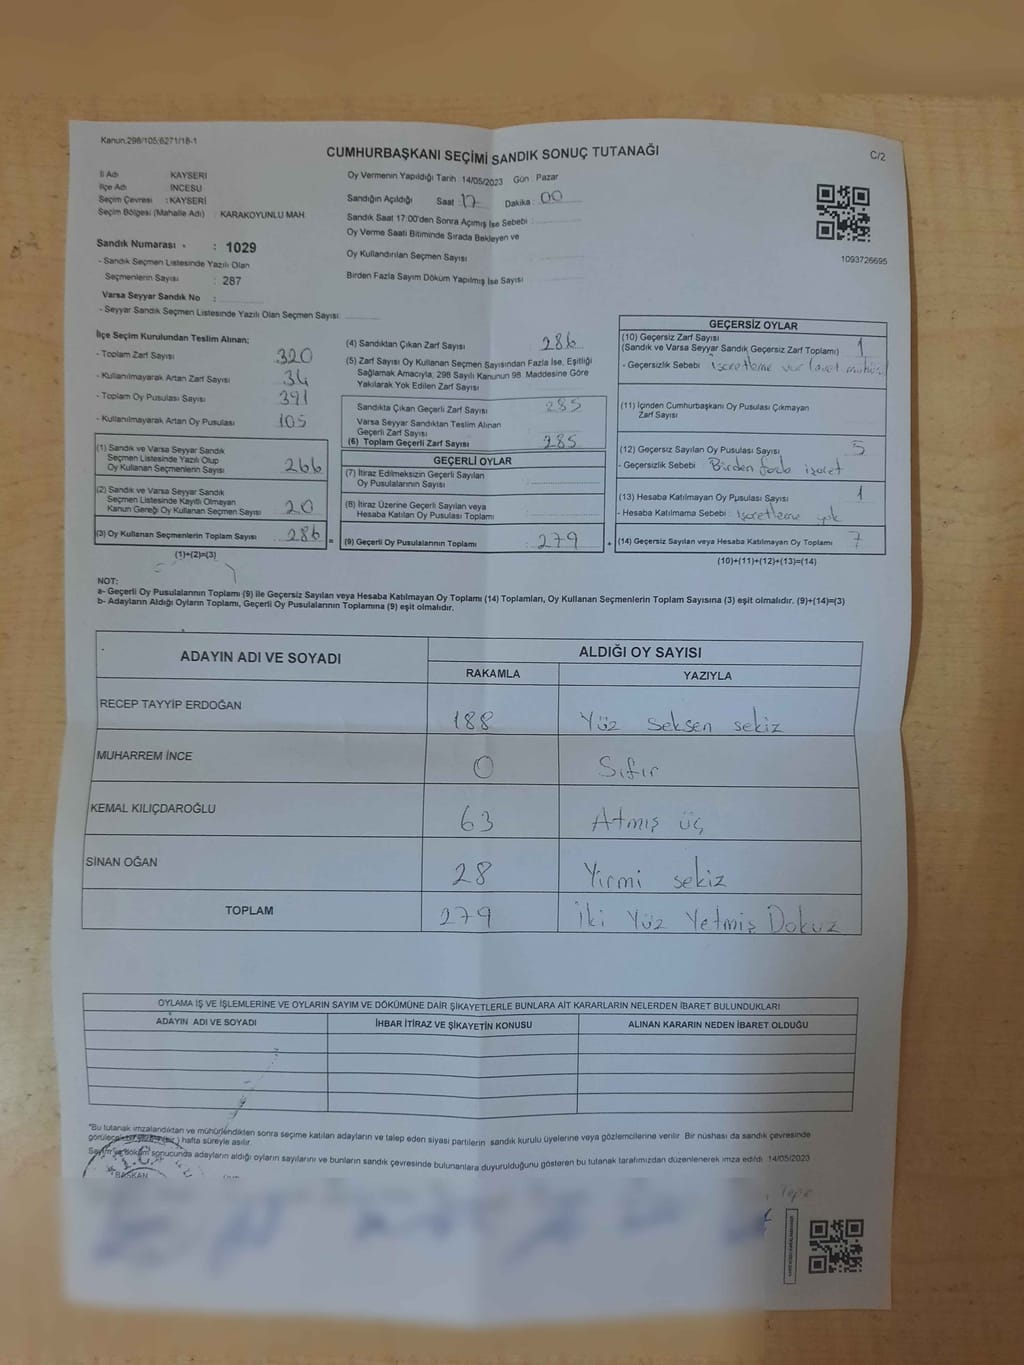 Kanun:298/105;6271/18-1
CUMHURBAŞKANI SEÇİMİ SANDIK SONUÇ TUTANAĞI
C/2
İl Adı KAYSERİ
İlçe Adı İNCESU
Seçim Çevresi : KAYSERİ
Seçim Bölgesi (Mahalle Adı) : KARAKOYUNLU MAH.
Sandık Numarası : 1029
- Sandık Seçmen Listesinde Yazılı Olan
Seçmenlerin Sayısı : 287
Varsa Seyyar Sandık No :
- Seyyar Sandık Seçmen Listesinde Yazılı Olan Seçmen Sayısı
Oy Vermenin Yapıldığı Tarih 14/05/2023 Gün Pazar
Sandığın Açıldığı Saat 17 Dakika : 00
Sandık Saat 17:00'den Sonra Açımış İse Sebebi :
Oy Verme Saati Bitiminde Sırada Bekleyen ve
Oy Kullandırılan Seçmen Sayısı
Birden Fazla Sayım Döküm Yapılmış İse Sayısı
1093726695
İlçe Seçim Kurulundan Teslim Alınan;
- Toplam Zarf Sayısı 320
- Kullanılmayarak Artan Zarf Sayısı 34
- Toplam Oy Pusulası Sayısı 391
- Kullanılmayarak Artan Oy Pusulası 105
(1) Sandık ve Varsa Seyyar Sandık
Seçmen Listesinde Yazılı Olup
Oy Kullanan Seçmenlerin Sayısı 266
(2) Sandık ve Varsa Seyyar Sandık
Seçmen Listesinde Kayıtlı Olmayan
Kanun Gereği Oy Kullanan Seçmen Sayısı 20
(3) Oy Kullanan Seçmenlerin Toplam Sayısı 286 =
(1)+(2)=(3)
(4) Sandıktan Çıkan Zarf Sayısı 286
(5) Zarf Sayısı Oy Kullanan Seçmen Sayısından Fazla İse, Eşitliği
Sağlamak Amacıyla, 298 Sayılı Kanunun 98. Maddesine Göre
Yakılarak Yok Edilen Zarf Sayısı
Sandıkta Çıkan Geçerli Zarf Sayısı 285
Varsa Seyyar Sandıktan Teslim Alınan
Geçerli Zarf Sayısı
(6) Toplam Geçerli Zarf Sayısı 285
GEÇERLİ OYLAR
(7) İtiraz Edilmeksizin Geçerli Sayılan
Oy Pusulalarının Sayısı
(8) İtiraz Üzerine Geçerli Sayılan veya
Hesaba Katılan Oy Pusulası Toplamı
(9) Geçerli Oy Pusulalarının Toplamı : 279 +
GEÇERSİZ OYLAR
(10) Geçersiz Zarf Sayısı
(Sandık ve Varsa Seyyar Sandık Geçersiz Zarf Toplamı) 1
- Geçersizlik Sebebi işcretleme var
(11) İçinden Cumhurbaşkanı Oy Pusulası Çıkmayan
Zarf Sayısı
(12) Geçersiz Sayılan Oy Pusulası Sayısı 5
- Geçersizlik Sebebi Birden fazla işaret
(13) Hesaba Katılmayan Oy Pusulası Sayısı 1
- Hesaba Katılmama Sebebi işcretleme yok
(14) Geçersiz Sayılan veya Hesaba Katılmayan Oy Toplamı 7
(10)+(11)+(12)+(13)=(14)
NOT:
a- Geçerli Oy Pusulalarının Toplamı (9) ile Geçersiz Sayılan veya Hesaba Katılmayan Oy Toplamı (14) Toplamları, Oy Kullanan Seçmenlerin Toplam Sayısına (3) eşit olmalıdır. (9)+(14)=(3)
b- Adayların Aldığı Oyların Toplamı, Geçerli Oy Pusulalarının Toplamına (9) eşit olmalıdır.
ADAYIN ADI VE SOYADI
ALDIĞI OY SAYISI
RAKAMLA YAZIYLA
RECEP TAYYİP ERDOĞAN 188 Yüz Seksen sekiz
MUHARREM İNCE 0 Sıfır
KEMAL KILIÇDAROĞLU 63 Atmış üç
SİNAN OĞAN 28 Yirmi sekiz
TOPLAM 279 İki Yüz Yetmiş Dokuz
OYLAMA İŞ VE İŞLEMLERİNE VE OYLARIN SAYIM VE DÖKÜMÜNE DAİR ŞİKAYETLERLE BUNLARA AİT KARARLARIN NELERDEN İBARET BULUNDUKLARI
ADAYIN ADI VE SOYADI İHBAR İTİRAZ VE ŞİKAYETİN KONUSU ALINAN KARARIN NEDEN İBARET OLDUĞU
*Bu tutanak imzalandıktan ve mühürlendikten sonra seçime katılan adayların ve talep eden siyasi partilerin sandık kurulu üyelerine veya gözlemcilerine verilir. Bir nüshası da sandık çevresinde
görülecek (bir) hafta süreyle asılır.
Sayım ve döküm sonucunda adayların aldığı oyların sayılarını ve bunların sandık çevresinde bulunanlara duyurulduğunu gösteren bu tutanak tarafımızdan düzenlenerek imza edildi. 14/05/2023
T.C.
BAŞKAN